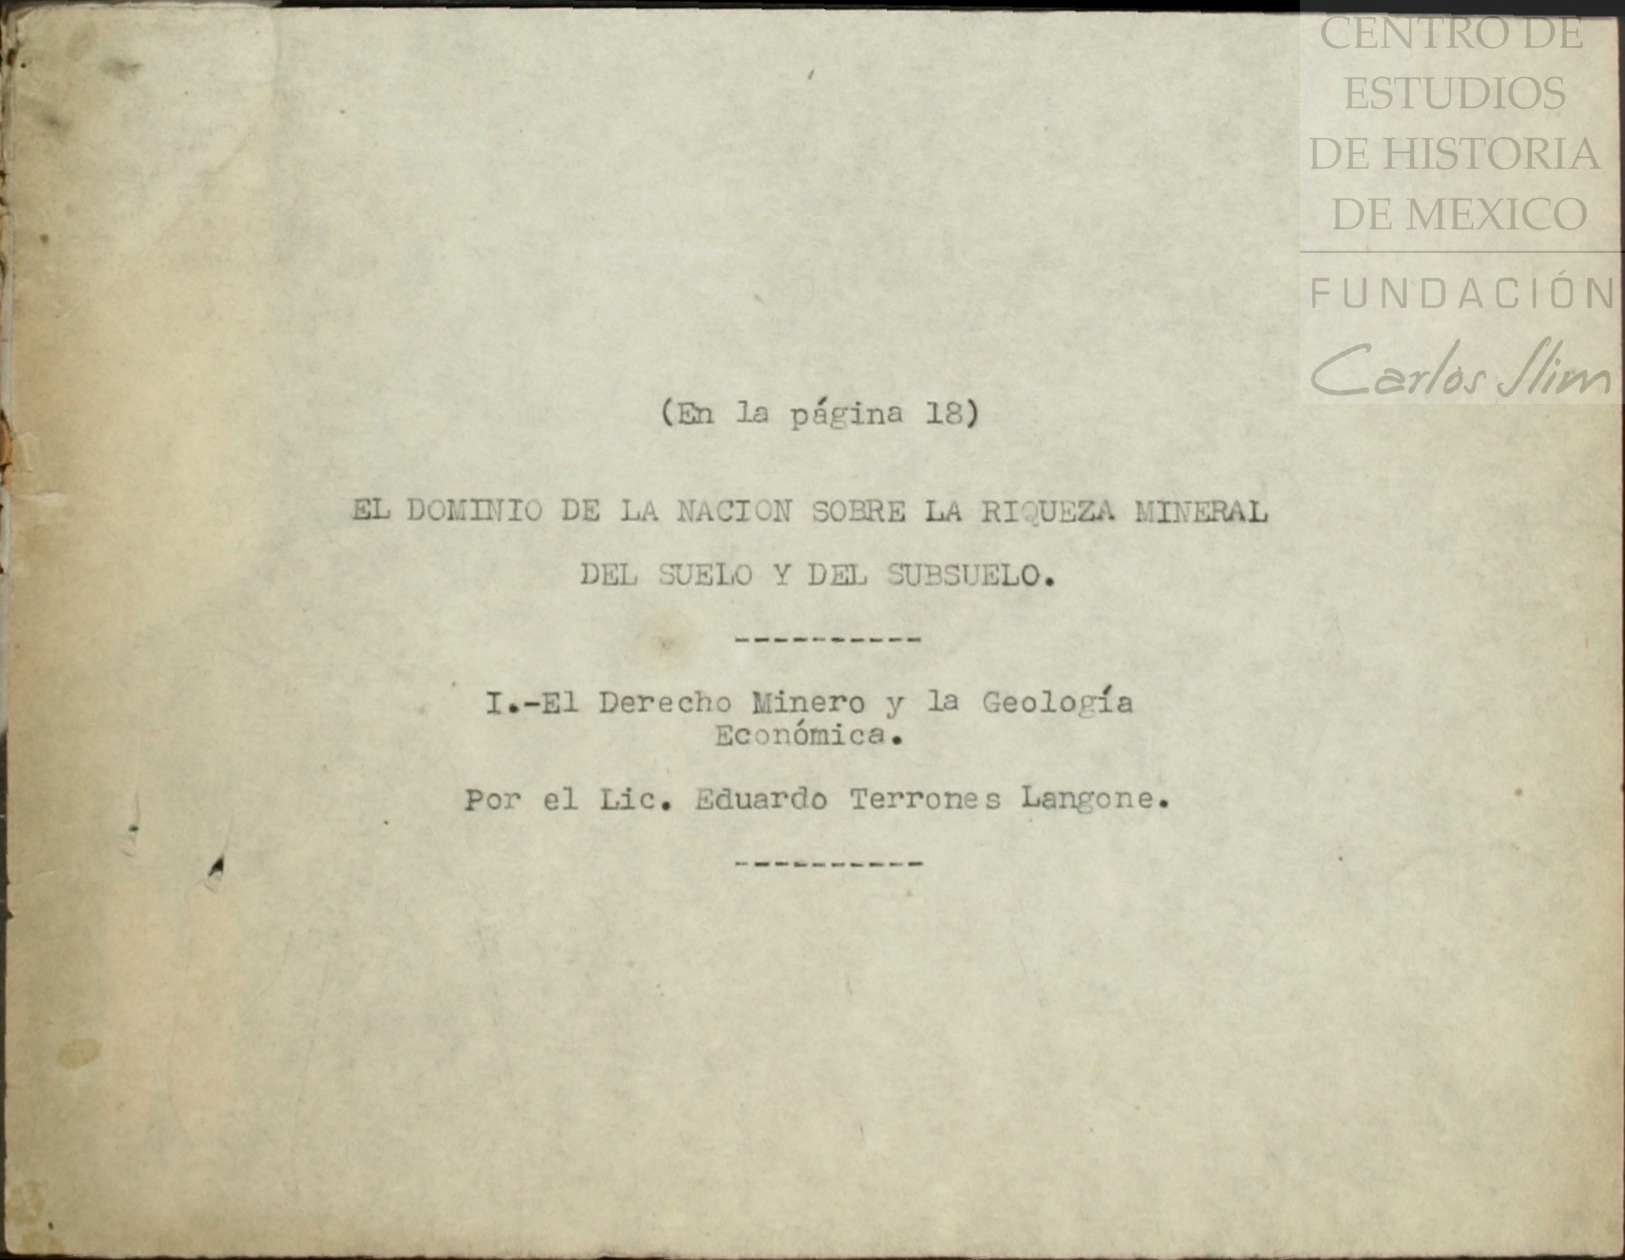 CENTRO DE
ESTUDIOS
DE HISTORIA
DE MEXICO
FUNDACIÓN
Carlos Slim
(En la página 18)
EL DOMINIO DE LA NACION SOBRE LA RIQUEZA MINERAL
DEL SUELO Y DEL SUBSUELO.
----------
I.-El Derecho Minero y la Geología
Económica.
Por el Lic. Eduardo Terrones Langone.
----------